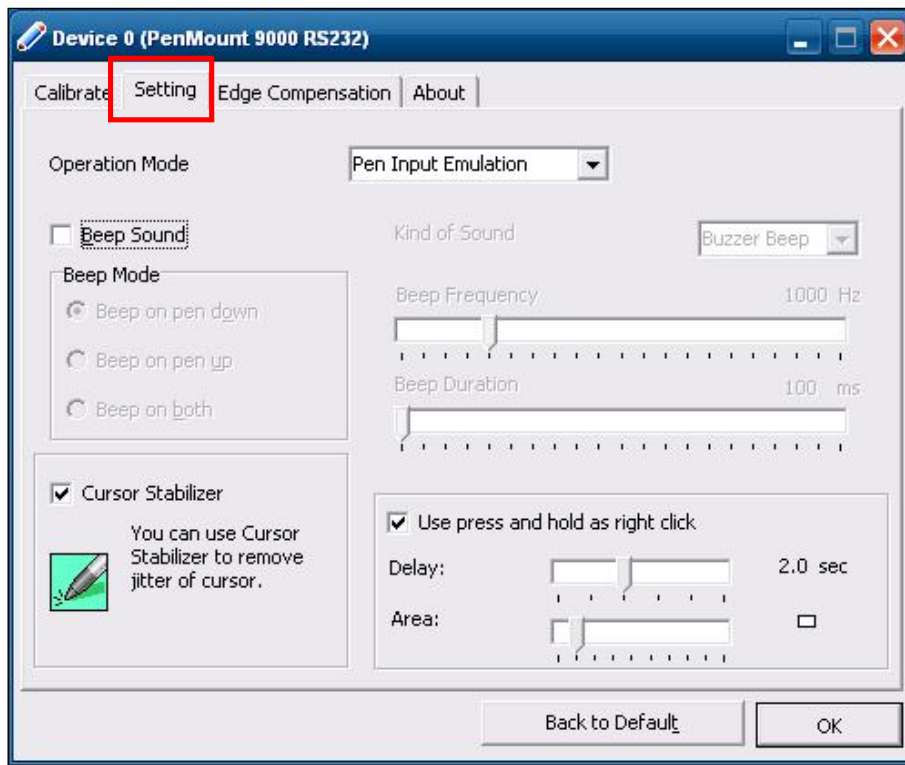 Device 0 (PenMount 9000 RS232)
Calibrate Setting Edge Compensation About
Operation Mode Pen Input Emulation
Beep Sound Kind of Sound Buzzer Beep
Beep Mode
Beep on pen down
Beep on pen up
Beep on both
Beep Frequency 1000 Hz
Beep Duration 100 ms
Cursor Stabilizer
You can use Cursor
Stabilizer to remove
jitter of cursor.
Use press and hold as right click
Delay: 2.0 sec
Area:
Back to Default OK